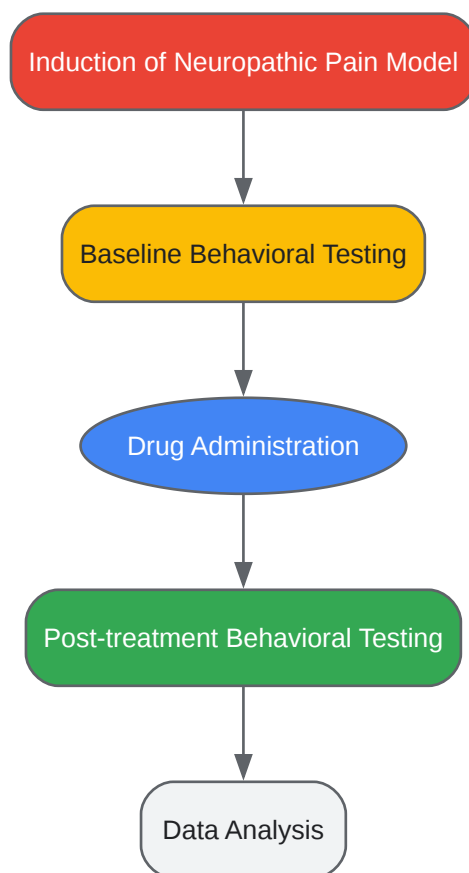 Induction of Neuropathic Pain Model
Baseline Behavioral Testing
Drug Administration
Post-treatment Behavioral Testing
Data Analysis